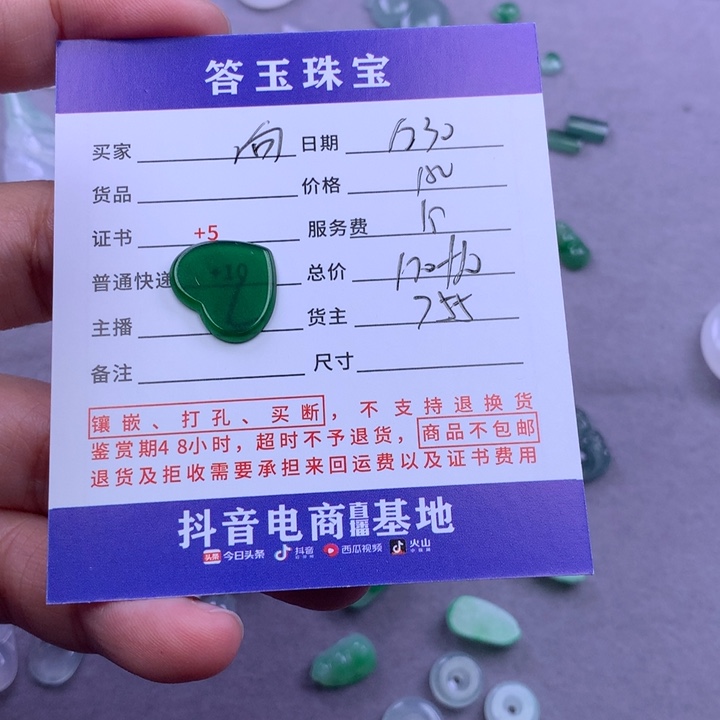 答玉珠宝
买家 向 日期
货品 价格
证书 +5 服务费 15
普通快递 +10 总价
主播 货主 755
备注 尺寸
镶嵌、打孔、买断，不支持退换货
鉴赏期48小时，超时不予退货，商品不包邮
退货及拒收需要承担来回运费以及证书费用
抖音电商直播基地
头条 今日头条 抖音 西瓜视频 火山